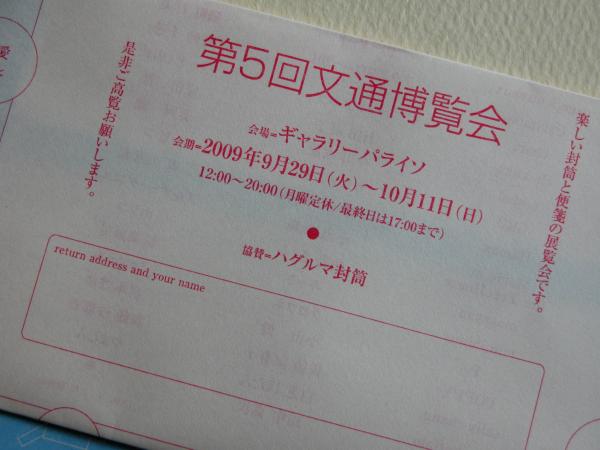 第5回文通博覧会
会場=ギャラリーパライソ
会期=2009年9月29日(火)〜10月11日(日)
12:00〜20:00(月曜定休/最終日は17:00まで)
●
協賛=ハグルマ封筒
楽しい封筒と便箋の展覧会です。
是非ご高覧お願いします。
return address and your name